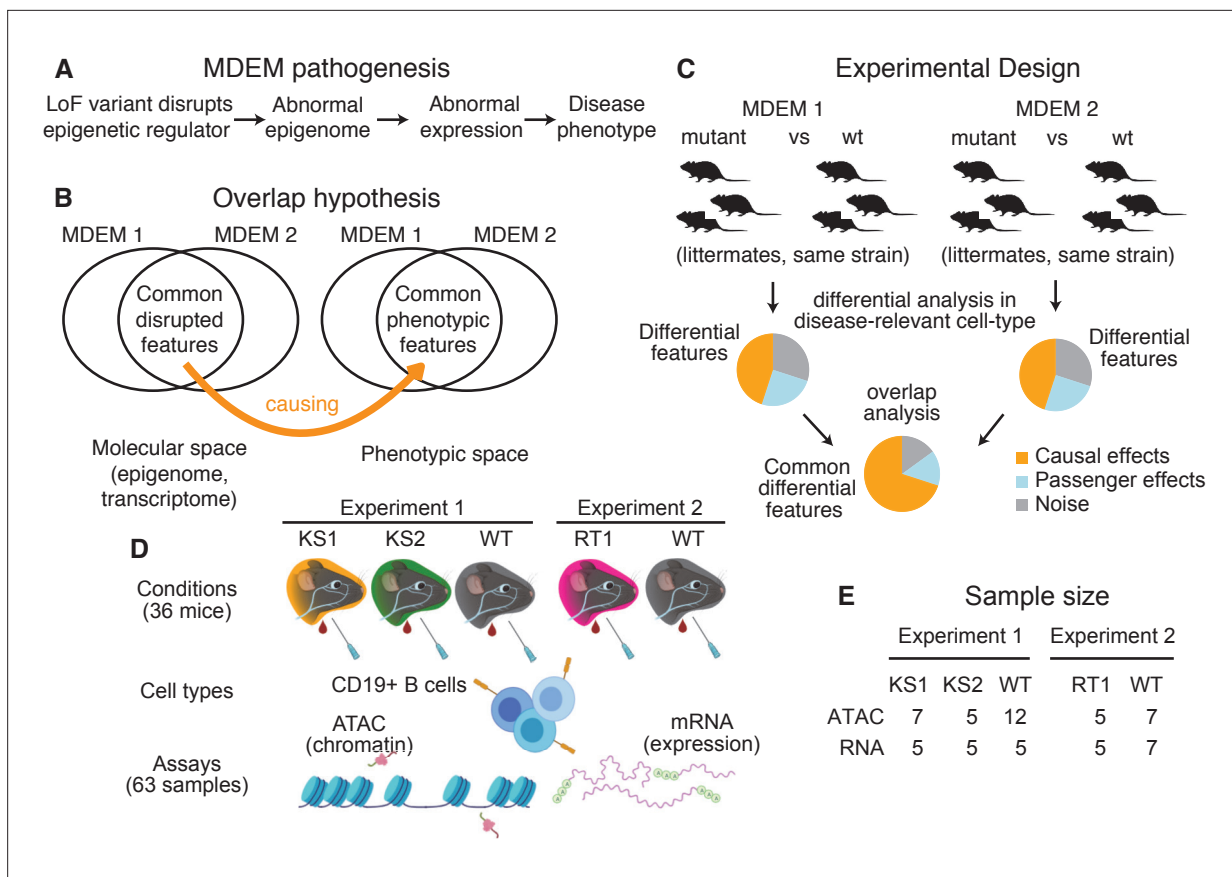 A
MDEM pathogenesis
LoF variant disrupts
epigenetic regulator
Abnormal
epigenome
Abnormal
expression
Disease
phenotype
B
Overlap hypothesis
MDEM 1
MDEM 2
MDEM 1
MDEM 2
Common
disrupted
features
Common
phenotypic
features
causing
Molecular space
(epigenome,
transcriptome)
Phenotypic space
C
Experimental Design
MDEM 1
mutant vs wt
(littermates, same strain)
MDEM 2
mutant vs wt
(littermates, same strain)
differential analysis in
disease-relevant cell-type
Differential
features
Differential
features
overlap
analysis
Common
differential
features
Causal effects
Passenger effects
Noise
D
Experiment 1
Experiment 2
KS1 KS2 WT
RT1 WT
Conditions
(36 mice)
Cell types
CD19+ B cells
Assays
(63 samples)
ATAC
(chromatin)
mRNA
(expression)
A A A
A A A
E
Sample size
Experiment 1 Experiment 2
KS1 KS2 WT RT1 WT
ATAC 7 5 12 5 7
RNA 5 5 5 5 7